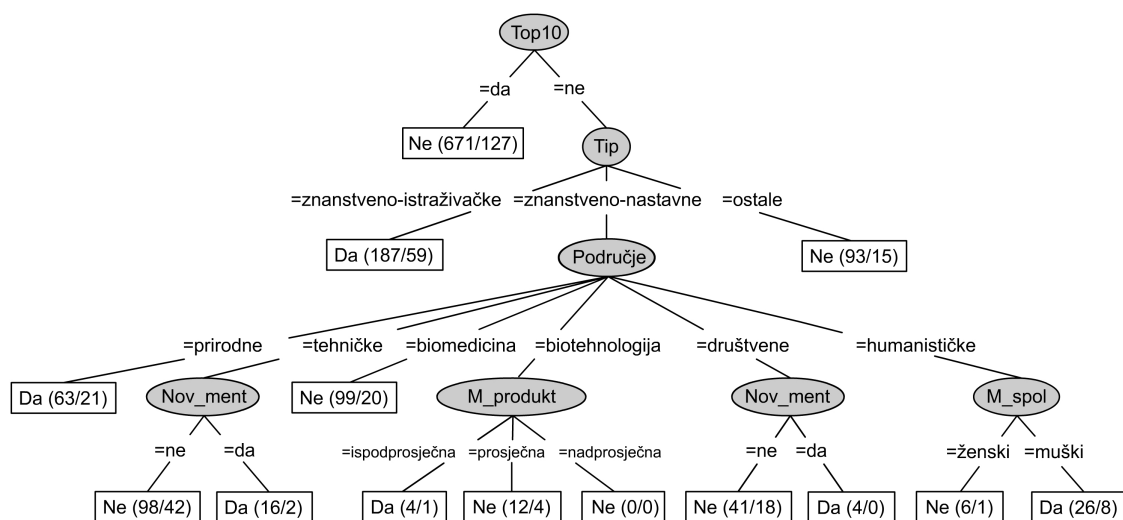 Top10
=da =ne
Ne (671/127)
Tip
=znanstveno-istraživačke =znanstveno-nastavne =ostale
Da (187/59)
Područje
Ne (93/15)
=prirodne =tehničke =biomedicina =biotehnologija =društvene =humanističke
Da (63/21) Nov_ment Ne (99/20) M_produkt Nov_ment M_spol
=ne =da =ispodprosječna =prosječna =nadprosječna =ne =da =ženski =muški
Ne (98/42) Da (16/2) Da (4/1) Ne (12/4) Ne (0/0) Ne (41/18) Da (4/0) Ne (6/1) Da (26/8)